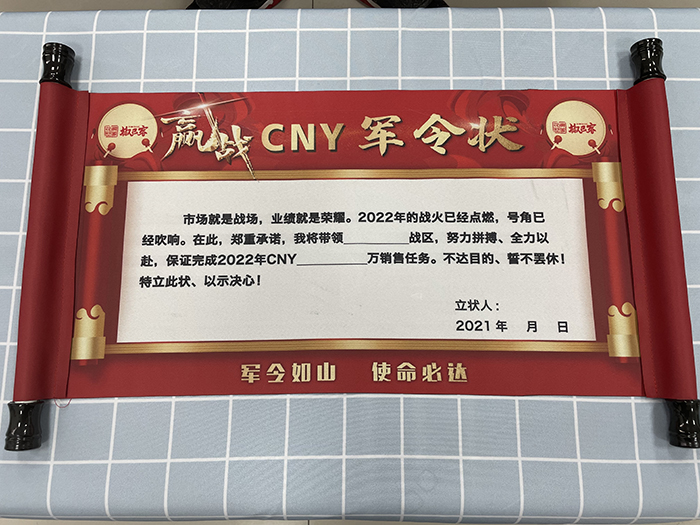 赢战 CNY 军令状
市场就是战场，业绩就是荣耀。2022年的战火已经点燃，号角已
经吹响。在此，郑重承诺，我将带领__________战区，努力拼搏、全力以
赴，保证完成2022年CNY___________万销售任务。不达目的、誓不罢休！
特立此状、以示决心！
立状人：
2021年 月 日
军令如山 使命必达